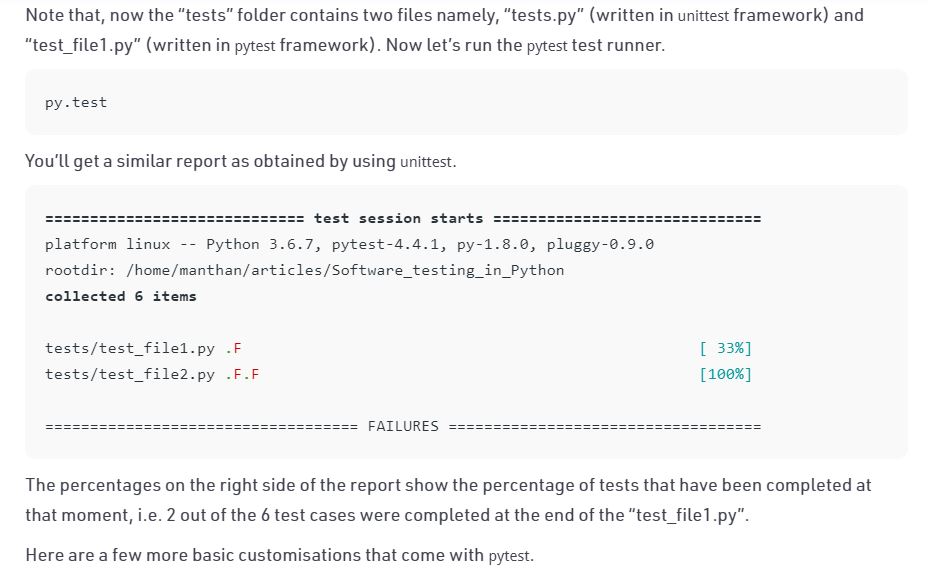 Note that, now the “tests” folder contains two files namely, “tests.py” (written in unittest framework) and
“test_file1.py” (written in pytest framework). Now let’s run the pytest test runner.
py.test
You’ll get a similar report as obtained by using unittest.
============================= test session starts ==============================
platform linux -- Python 3.6.7, pytest-4.4.1, py-1.8.0, pluggy-0.9.0
rootdir: /home/manthan/articles/Software_testing_in_Python
collected 6 items
tests/test_file1.py .F [ 33%]
tests/test_file2.py .F.F [100%]
=================================== FAILURES ===================================
The percentages on the right side of the report show the percentage of tests that have been completed at
that moment, i.e. 2 out of the 6 test cases were completed at the end of the “test_file1.py”.
Here are a few more basic customisations that come with pytest.